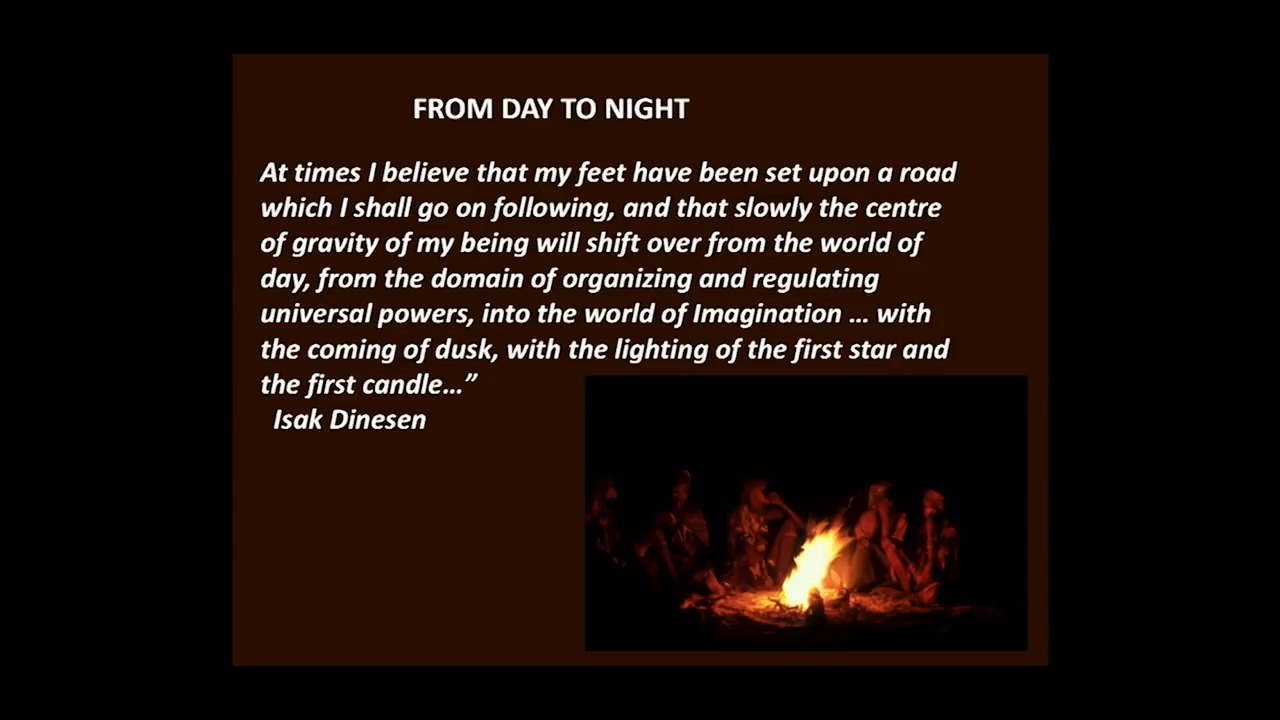 FROM DAY TO NIGHT
At times I believe that my feet have been set upon a road
which I shall go on following, and that slowly the centre
of gravity of my being will shift over from the world of
day, from the domain of organizing and regulating
universal powers, into the world of Imagination ... with
the coming of dusk, with the lighting of the first star and
the first candle...”
Isak Dinesen